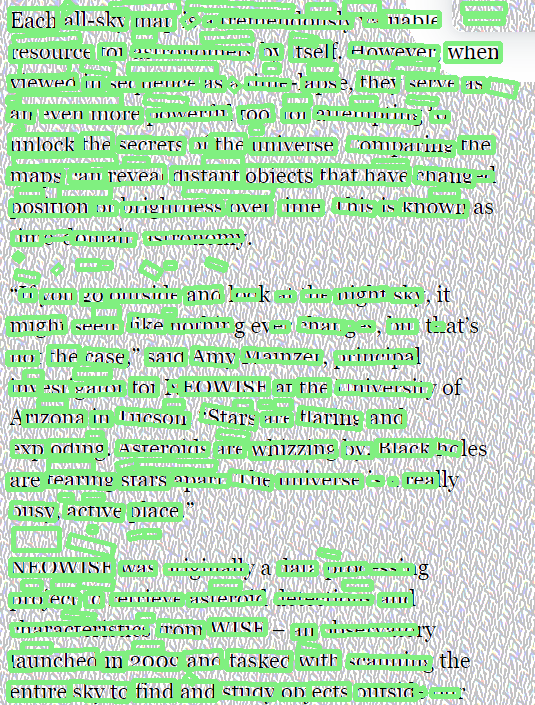 Each all-sky map is a tremendously valuable
resource for astronomers by itself. However, when
viewed in sequence as a time-lapse, they serve as
an even more powerful tool for attempting to
unlock the secrets of the universe. Comparing the
maps can reveal distant objects that have changed
position or brightness over time. This is known as
time-domain astronomy.
“If you go outside and look at the night sky, it
might seem like nothing ever changes, but that’s
not the case,” said Amy Mainzer, principal
investigator for NEOWISE at the University of
Arizona in Tucson. “Stars are flaring and
exploding. Asteroids are whizzing by. Black holes
are tearing stars apart. The universe is a really
busy, active place.”
NEOWISE was originally a data processing
project to retrieve asteroid detections and
characteristics from WISE – an observatory
launched in 2009 and tasked with scanning the
entire sky to find and study objects outside our